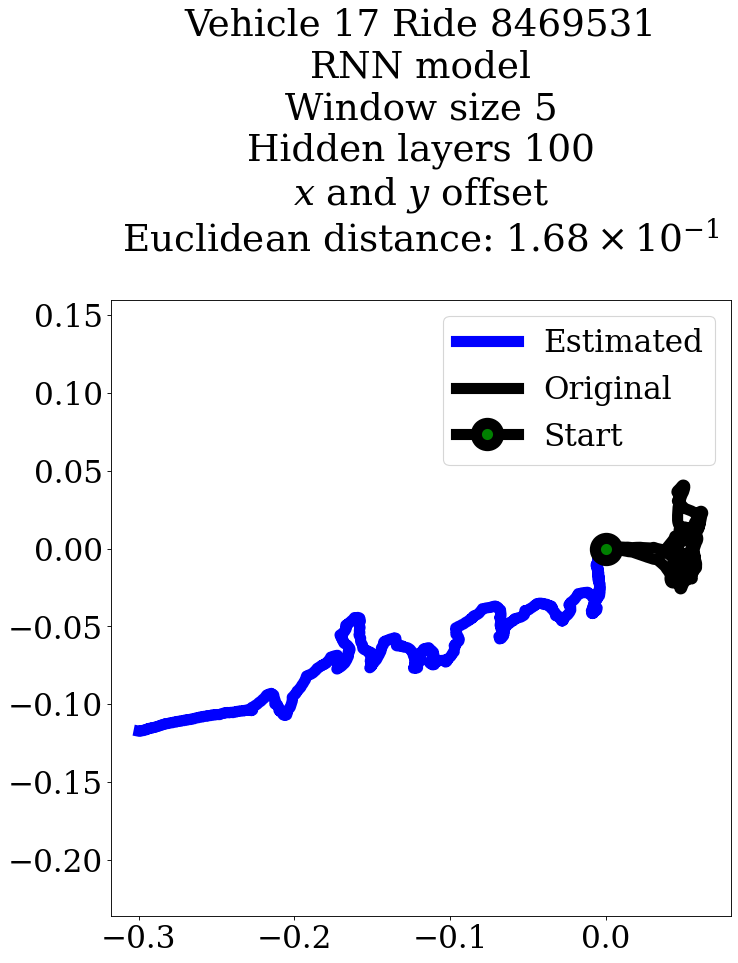 Vehicle 17 Ride 8469531
RNN model
Window size 5
Hidden layers 100
x and y offset
Euclidean distance: 1.68 × 10⁻¹
Estimated
Original
Start
0.15
0.10
0.05
0.00
−0.05
−0.10
−0.15
−0.20
−0.3 −0.2 −0.1 0.0